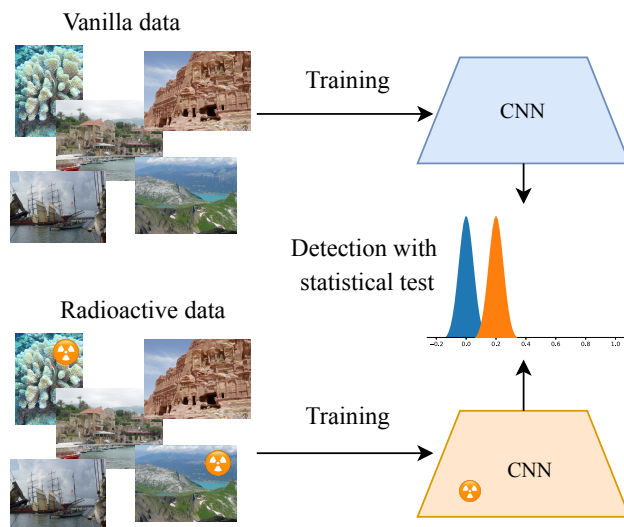 Vanilla data
Training
CNN
Detection with
statistical test
−0.2 0.0 0.2 0.4 0.6 0.8 1.0
Radioactive data
Training
CNN